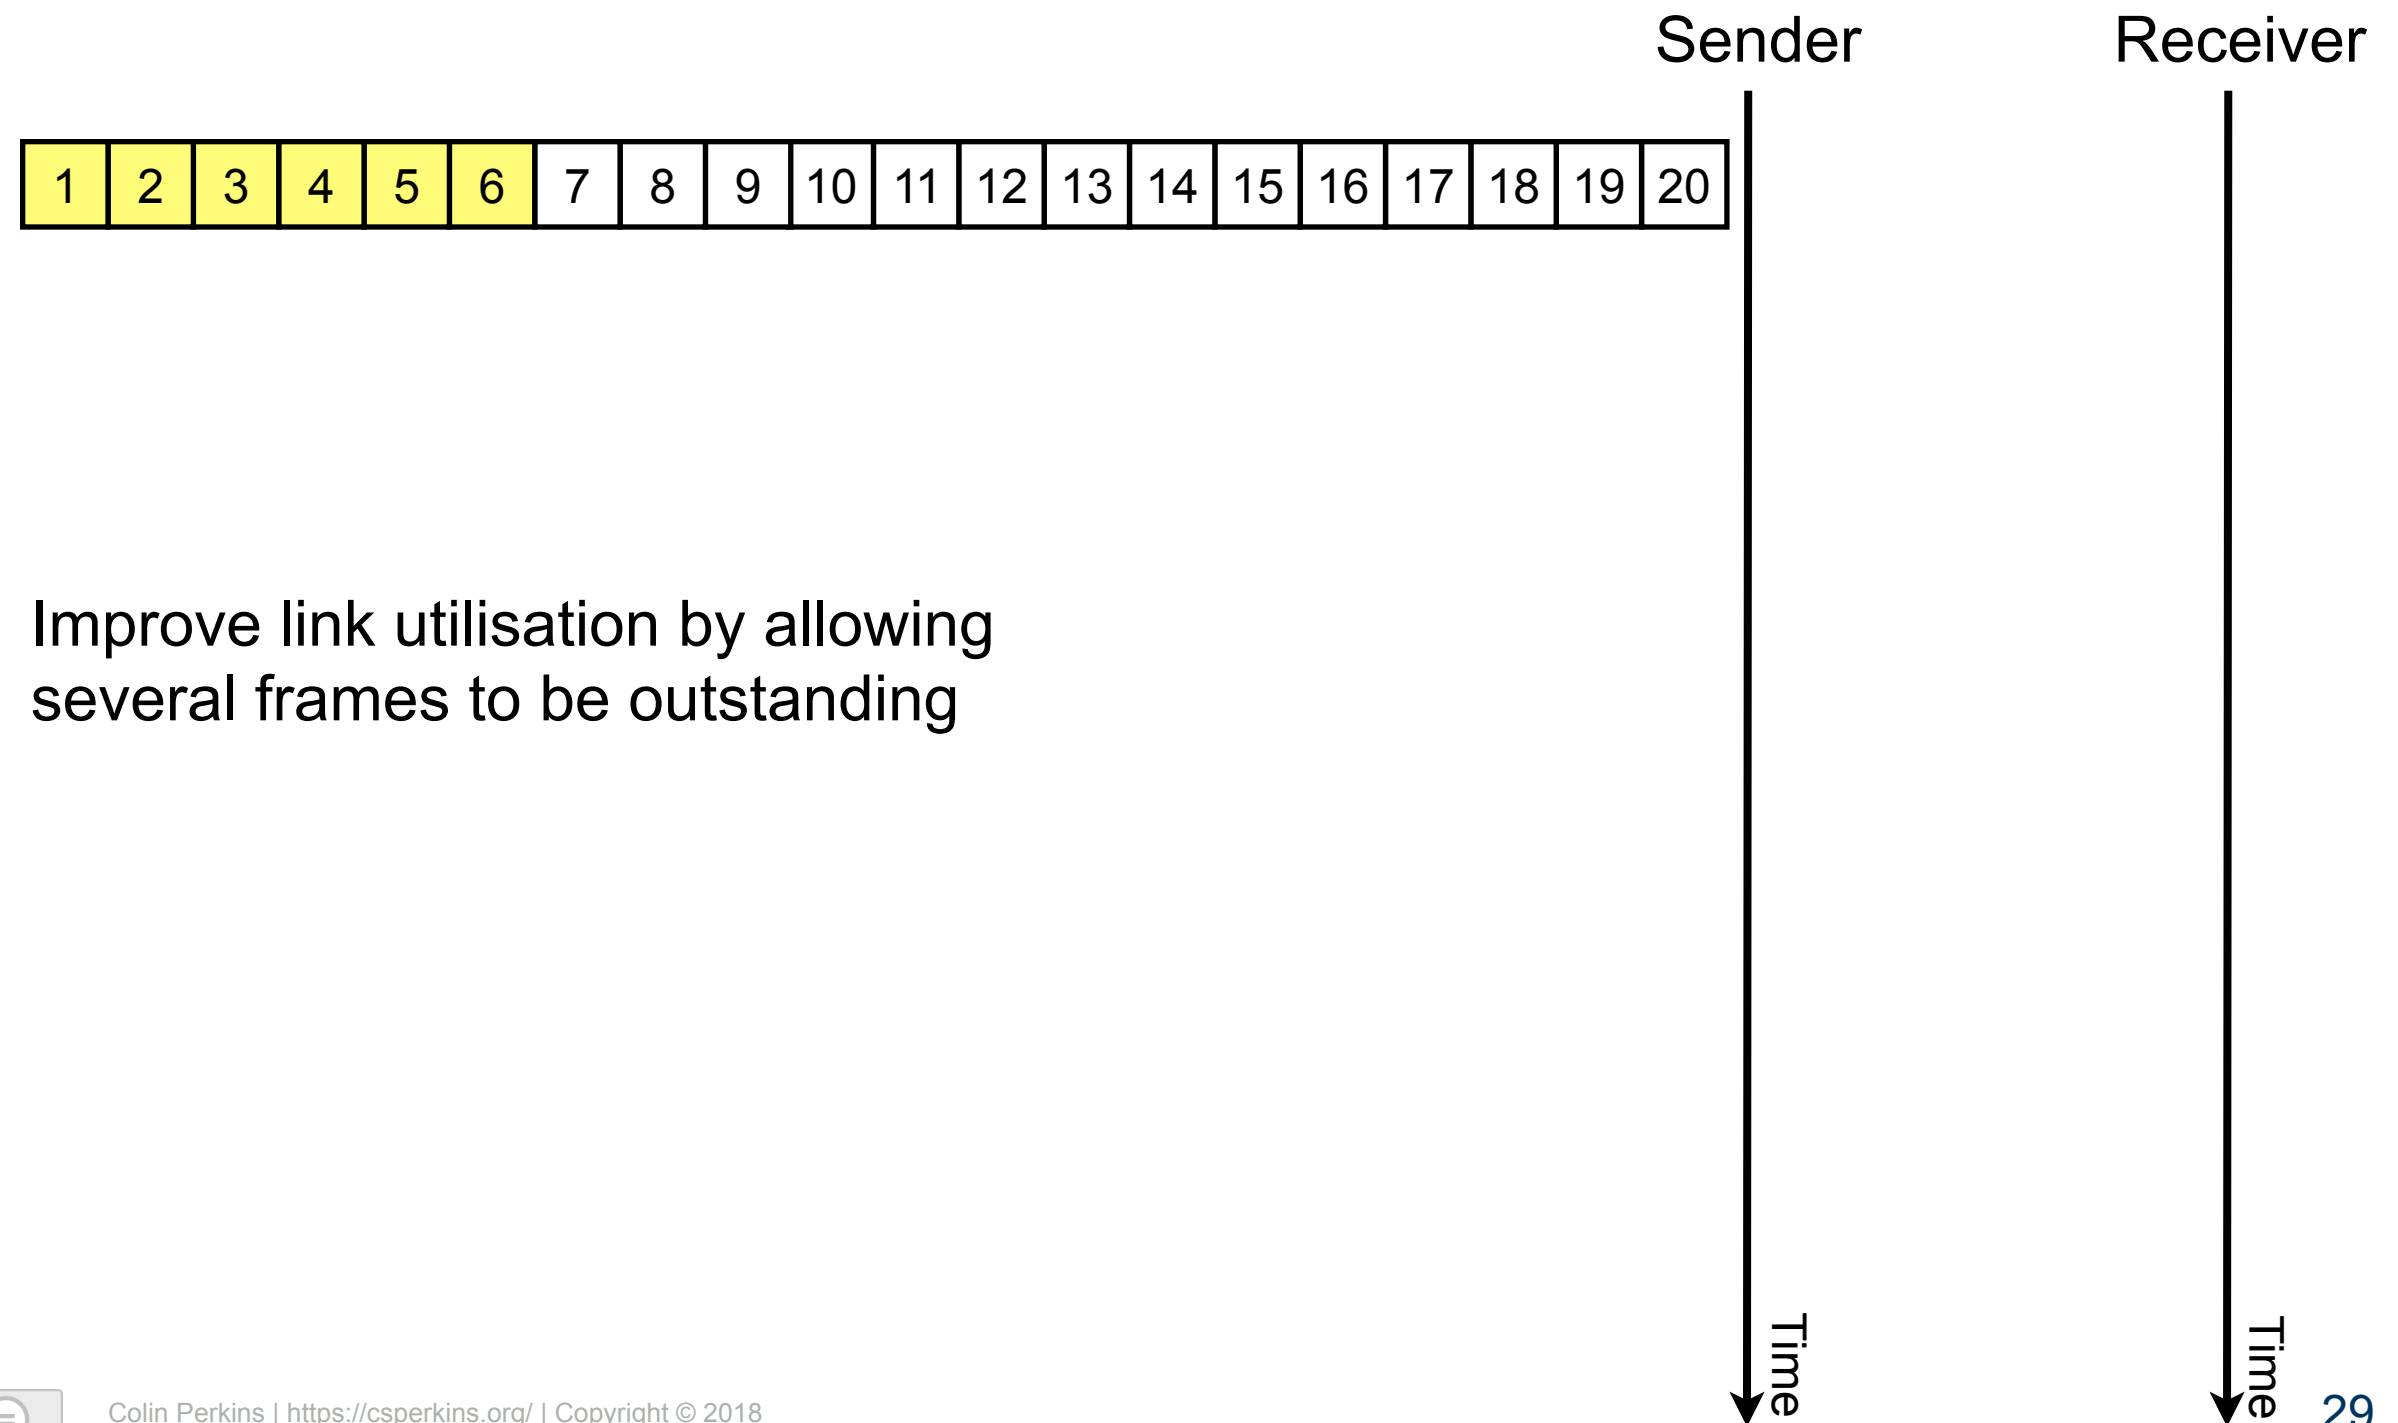 Sender Receiver
1 2 3 4 5 6 7 8 9 10 11 12 13 14 15 16 17 18 19 20
Improve link utilisation by allowing
several frames to be outstanding
Time
Time
Colin Perkins | https://csperkins.org/ | Copyright © 2018
29